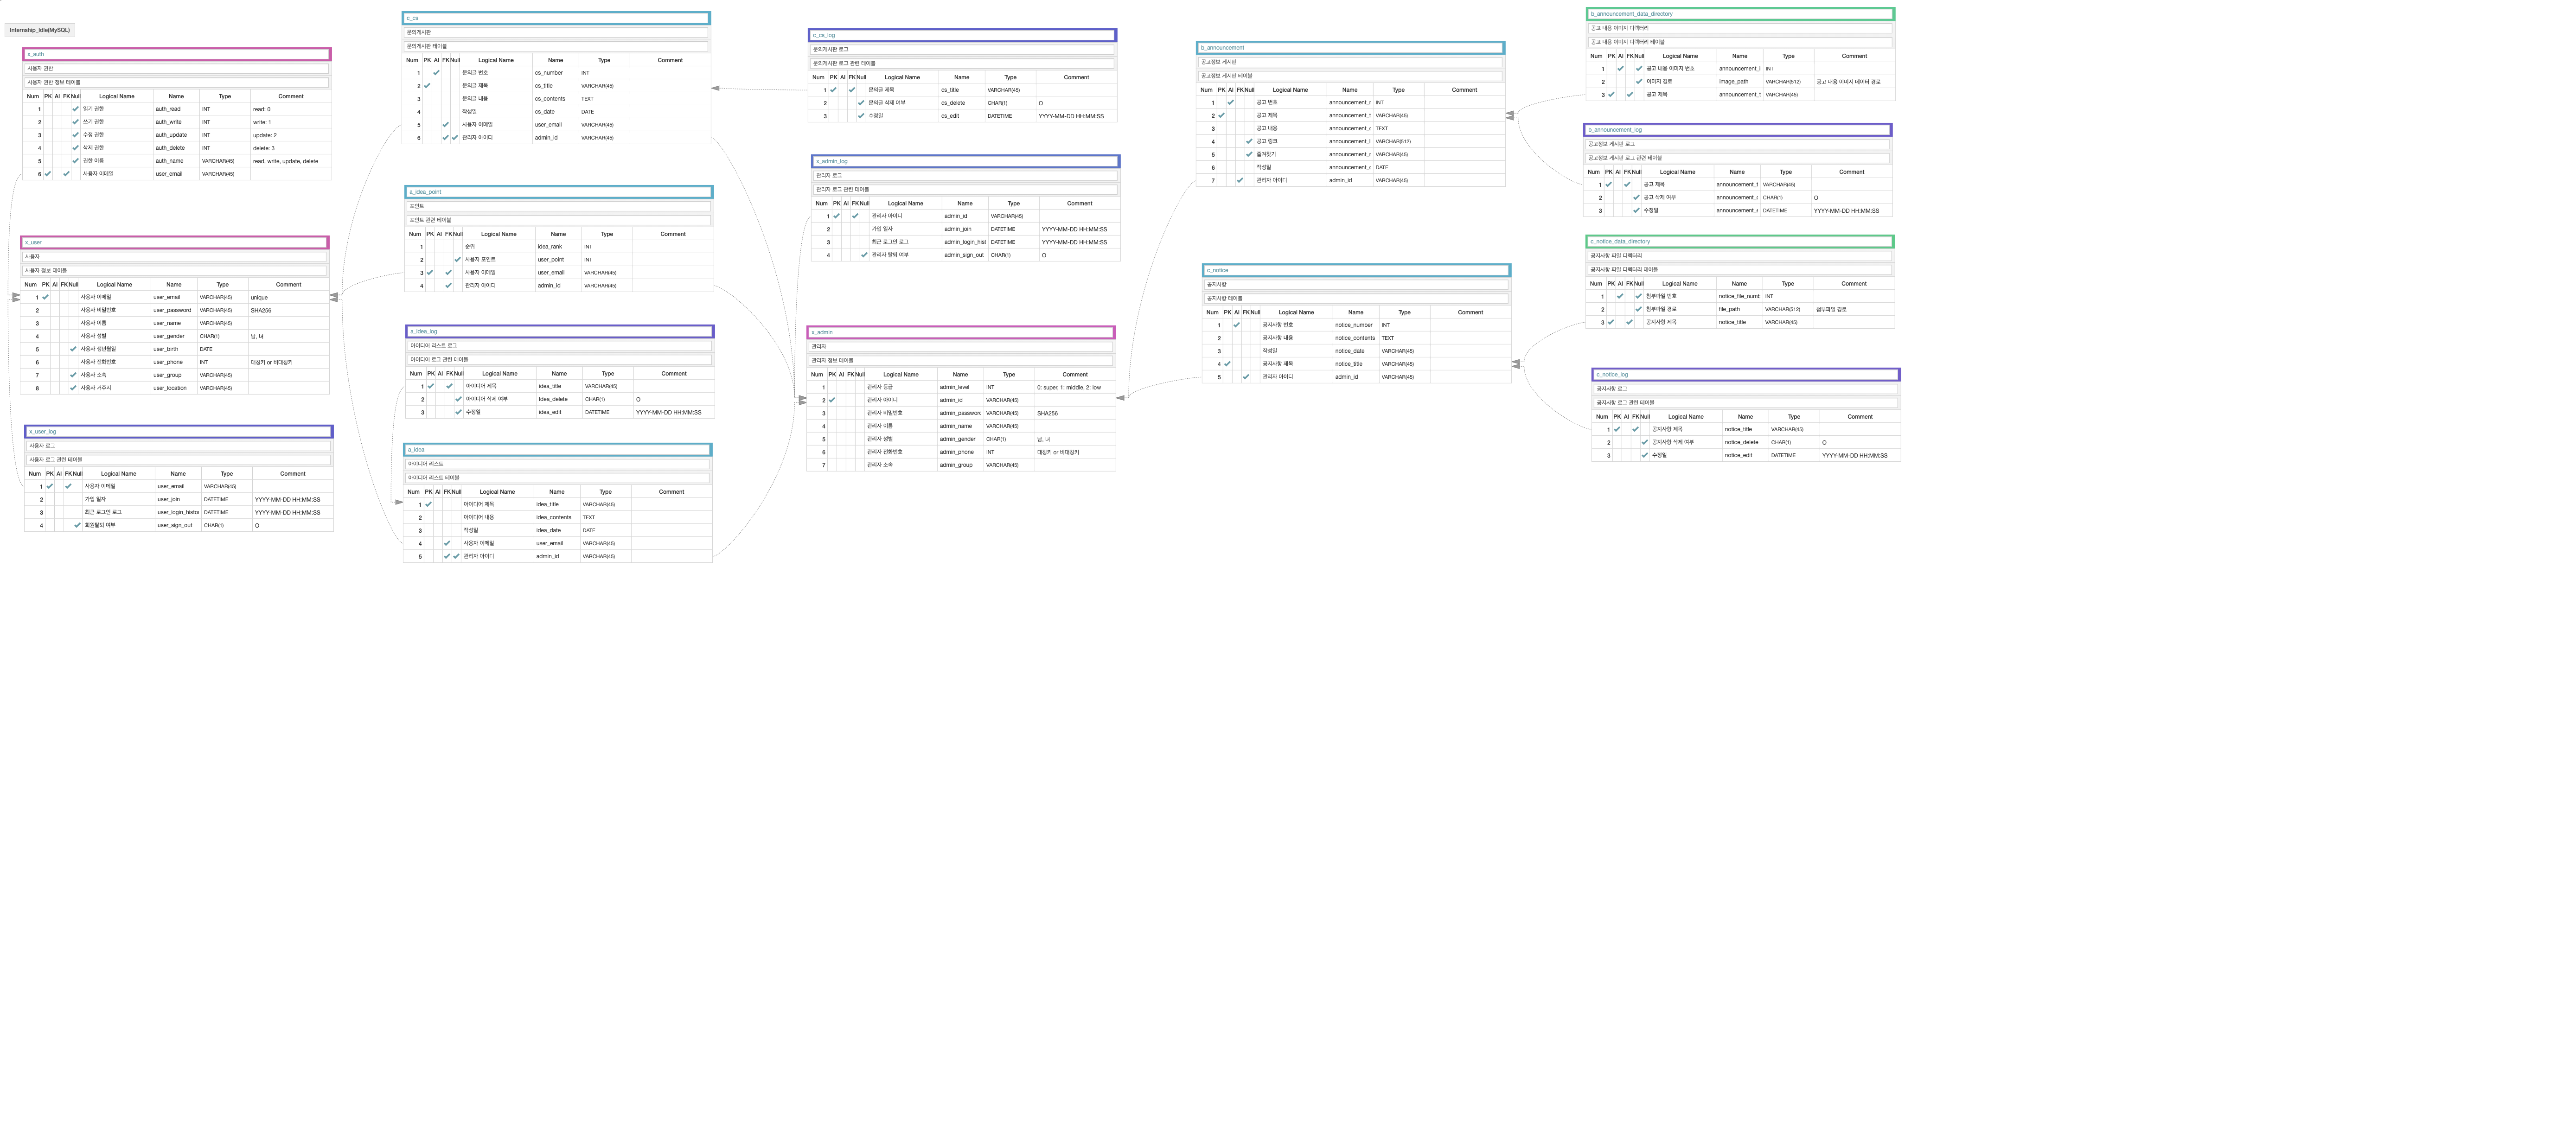 Internship_Idle(MySQL)
x_auth
사용자 권한
사용자 권한 정보 테이블
Num PK AI FK Null Logical Name Name Type Comment
1 읽기 권한 auth_read INT read: 0
2 쓰기 권한 auth_write INT write: 1
3 수정 권한 auth_update INT update: 2
4 삭제 권한 auth_delete INT delete: 3
5 권한 이름 auth_name VARCHAR(45) read, write, update, delete
6 사용자 이메일 user_email VARCHAR(45)
x_user
사용자
사용자 정보 테이블
Num PK AI FK Null Logical Name Name Type Comment
1 사용자 이메일 user_email VARCHAR(45) unique
2 사용자 비밀번호 user_password VARCHAR(45) SHA256
3 사용자 이름 user_name VARCHAR(45)
4 사용자 성별 user_gender CHAR(1) 남, 녀
5 사용자 생년월일 user_birth DATE
6 사용자 전화번호 user_phone INT 대칭키 or 비대칭키
7 사용자 소속 user_group VARCHAR(45)
8 사용자 거주지 user_location VARCHAR(45)
x_user_log
사용자 로그
사용자 로그 관련 테이블
Num PK AI FK Null Logical Name Name Type Comment
1 사용자 이메일 user_email VARCHAR(45)
2 가입 일자 user_join DATETIME YYYY-MM-DD HH:MM:SS
3 최근 로그인 로그 user_login_histor DATETIME YYYY-MM-DD HH:MM:SS
4 회원탈퇴 여부 user_sign_out CHAR(1) O
c_cs
문의게시판
문의게시판 테이블
Num PK AI FK Null Logical Name Name Type Comment
1 문의글 번호 cs_number INT
2 문의글 제목 cs_title VARCHAR(45)
3 문의글 내용 cs_contents TEXT
4 작성일 cs_date DATE
5 사용자 이메일 user_email VARCHAR(45)
6 관리자 아이디 admin_id VARCHAR(45)
a_idea_point
포인트
포인트 관련 테이블
Num PK AI FK Null Logical Name Name Type Comment
1 순위 idea_rank INT
2 사용자 포인트 user_point INT
3 사용자 이메일 user_email VARCHAR(45)
4 관리자 아이디 admin_id VARCHAR(45)
a_idea_log
아이디어 리스트 로그
아이디어 로그 관련 테이블
Num PK AI FK Null Logical Name Name Type Comment
1 아이디어 제목 idea_title VARCHAR(45)
2 아이디어 삭제 여부 Idea_delete CHAR(1) O
3 수정일 idea_edit DATETIME YYYY-MM-DD HH:MM:SS
a_idea
아이디어 리스트
아이디어 리스트 테이블
Num PK AI FK Null Logical Name Name Type Comment
1 아이디어 제목 idea_title VARCHAR(45)
2 아이디어 내용 idea_contents TEXT
3 작성일 idea_date DATE
4 사용자 이메일 user_email VARCHAR(45)
5 관리자 아이디 admin_id VARCHAR(45)
c_cs_log
문의게시판 로그
문의게시판 로그 관련 테이블
Num PK AI FK Null Logical Name Name Type Comment
1 문의글 제목 cs_title VARCHAR(45)
2 문의글 삭제 여부 cs_delete CHAR(1) O
3 수정일 cs_edit DATETIME YYYY-MM-DD HH:MM:SS
x_admin_log
관리자 로그
관리자 로그 관련 테이블
Num PK AI FK Null Logical Name Name Type Comment
1 관리자 아이디 admin_id VARCHAR(45)
2 가입 일자 admin_join DATETIME YYYY-MM-DD HH:MM:SS
3 최근 로그인 로그 admin_login_hist DATETIME YYYY-MM-DD HH:MM:SS
4 관리자 탈퇴 여부 admin_sign_out CHAR(1) O
x_admin
관리자
관리자 정보 테이블
Num PK AI FK Null Logical Name Name Type Comment
1 관리자 등급 admin_level INT 0: super, 1: middle, 2: low
2 관리자 아이디 admin_id VARCHAR(45)
3 관리자 비밀번호 admin_password VARCHAR(45) SHA256
4 관리자 이름 admin_name VARCHAR(45)
5 관리자 성별 admin_gender CHAR(1) 남, 녀
6 관리자 전화번호 admin_phone INT 대칭키 or 비대칭키
7 관리자 소속 admin_group VARCHAR(45)
b_announcement
공고정보 게시판
공고정보 게시판 테이블
Num PK AI FK Null Logical Name Name Type Comment
1 공고 번호 announcement_r INT
2 공고 제목 announcement_t VARCHAR(45)
3 공고 내용 TEXT
4 공고 링크 announcement_l VARCHAR(512)
5 즐겨찾기 VARCHAR(45)
6 작성일 DATE
7 관리자 아이디 admin_id VARCHAR(45)
c_notice
공지사항
공지사항 테이블
Num PK AI FK Null Logical Name Name Type Comment
1 공지사항 번호 notice_number INT
2 공지사항 내용 notice_contents TEXT
3 작성일 notice_date VARCHAR(45)
4 공지사항 제목 notice_title VARCHAR(45)
5 관리자 아이디 admin_id VARCHAR(45)
b_announcement_data_directory
공고 내용 이미지 디렉터리
공고 내용 이미지 디렉터리 테이블
Num PK AI FK Null Logical Name Name Type Comment
1 공고 내용 이미지 번호 announcement_i INT
2 이미지 경로 image_path VARCHAR(512) 공고 내용 이미지 데이터 경로
3 공고 제목 announcement_t VARCHAR(45)
b_announcement_log
공고정보 게시판 로그
공고정보 게시판 로그 관련 테이블
Num PK AI FK Null Logical Name Name Type Comment
1 공고 제목 announcement_t VARCHAR(45)
2 공고 삭제 여부 CHAR(1) O
3 수정일 DATETIME YYYY-MM-DD HH:MM:SS
c_notice_data_directory
공지사항 파일 디렉터리
공지사항 파일 디렉터리 테이블
Num PK AI FK Null Logical Name Name Type Comment
1 첨부파일 번호 notice_file_numb INT
2 첨부파일 경로 file_path VARCHAR(512) 첨부파일 경로
3 공지사항 제목 notice_title VARCHAR(45)
c_notice_log
공지사항 로그
공지사항 로그 관련 테이블
Num PK AI FK Null Logical Name Name Type Comment
1 공지사항 제목 notice_title VARCHAR(45)
2 공지사항 삭제 여부 notice_delete CHAR(1) O
3 수정일 notice_edit DATETIME YYYY-MM-DD HH:MM:SS